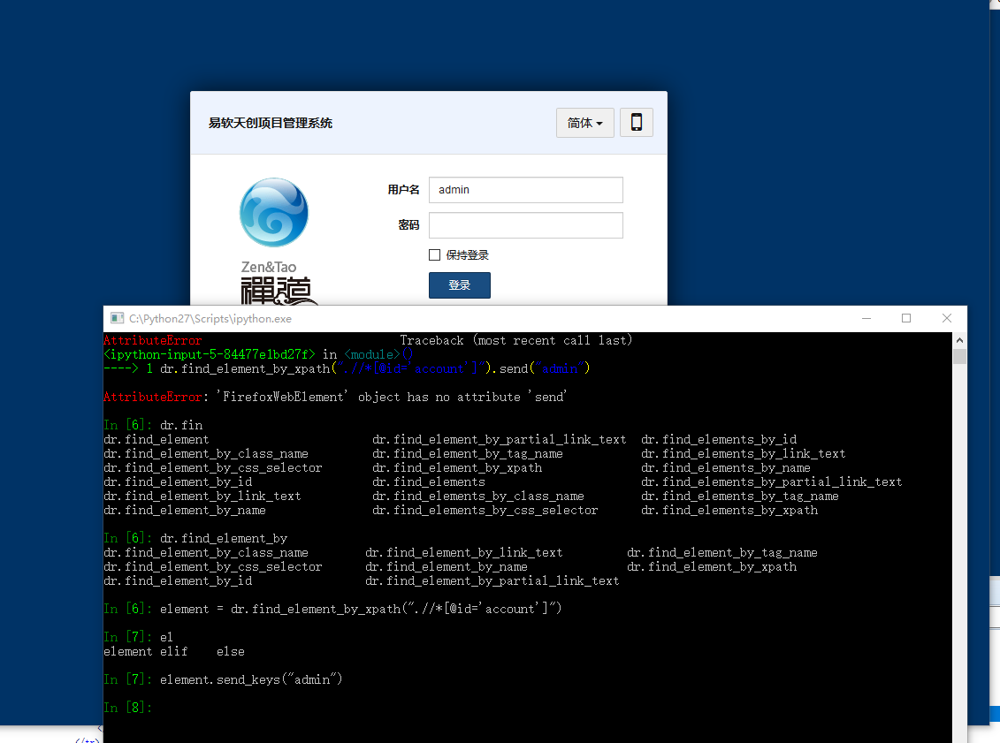 易软天创项目管理系统
简体
用户名 admin
密码
保持登录
登录
Zen&Tao
禪道
C:\Python27\Scripts\ipython.exe
AttributeError Traceback (most recent call last)
<ipython-input-5-84477e1bd27f> in <module>()
----> 1 dr.find_element_by_xpath(".//*[@id='account']").send("admin")
AttributeError: 'FirefoxWebElement' object has no attribute 'send'
In [6]: dr.fin
dr.find_element dr.find_element_by_partial_link_text dr.find_elements_by_id
dr.find_element_by_class_name dr.find_element_by_tag_name dr.find_elements_by_link_text
dr.find_element_by_css_selector dr.find_element_by_xpath dr.find_elements_by_name
dr.find_element_by_id dr.find_elements dr.find_elements_by_partial_link_text
dr.find_element_by_link_text dr.find_elements_by_class_name dr.find_elements_by_tag_name
dr.find_element_by_name dr.find_elements_by_css_selector dr.find_elements_by_xpath
In [6]: dr.find_element_by
dr.find_element_by_class_name dr.find_element_by_link_text dr.find_element_by_tag_name
dr.find_element_by_css_selector dr.find_element_by_name dr.find_element_by_xpath
dr.find_element_by_id dr.find_element_by_partial_link_text
In [6]: element = dr.find_element_by_xpath(".//*[@id='account']")
In [7]: el
element elif else
In [7]: element.send_keys("admin")
In [8]: